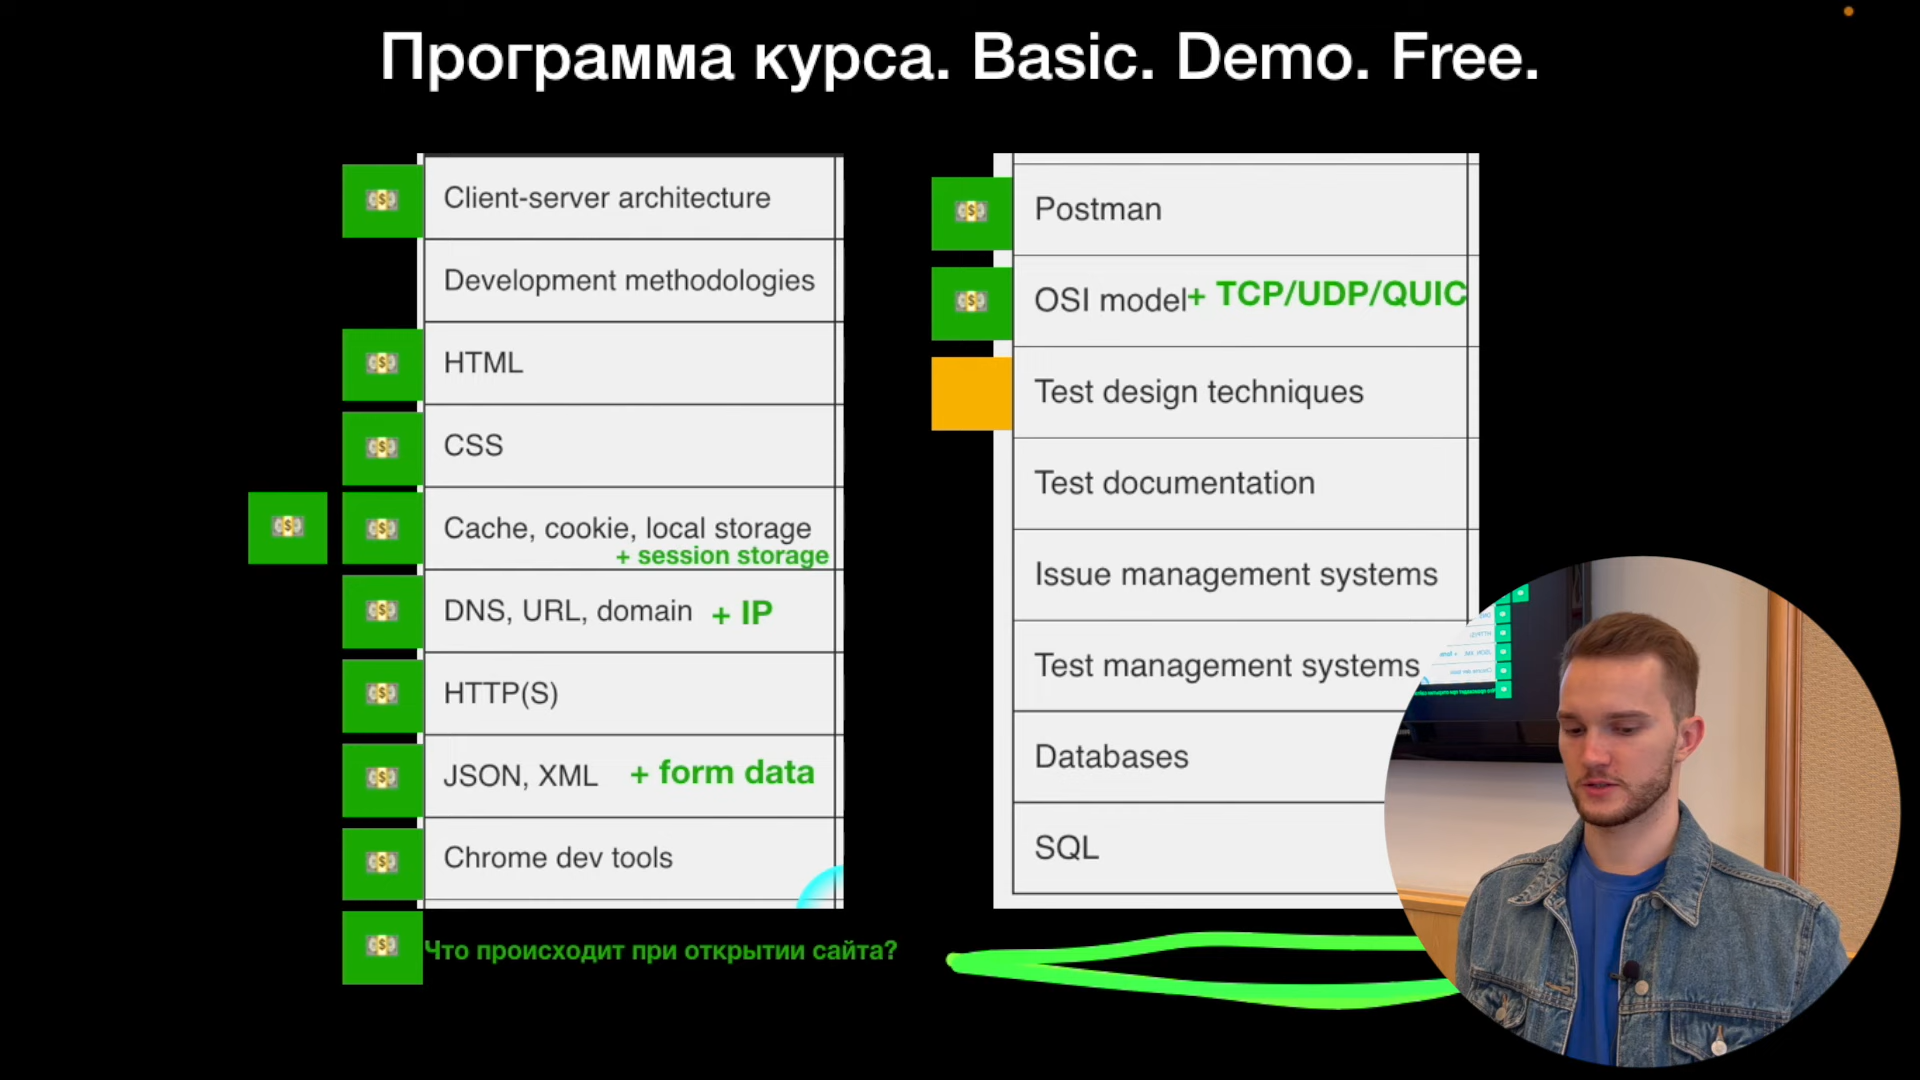 Программа курса. Basic. Demo. Free.
Client-server architecture
Development methodologies
HTML
CSS
Cache, cookie, local storage
+ session storage
DNS, URL, domain + IP
HTTP(S)
JSON, XML + form data
Chrome dev tools
Что происходит при открытии сайта?
Postman
OSI model+ TCP/UDP/QUIC
Test design techniques
Test documentation
Issue management systems
Test management systems
Databases
SQL